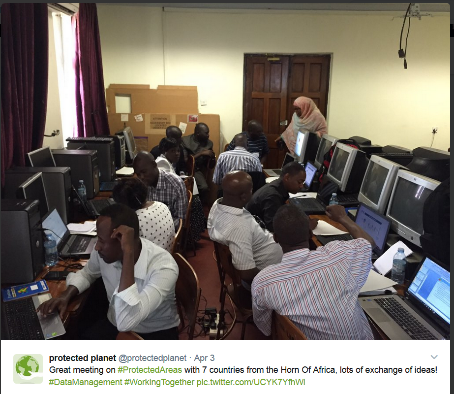 protected planet @protectedplanet · Apr 3
Great meeting on #ProtectedAreas with 7 countries from the Horn Of Africa, lots of exchange of ideas!
#DataManagement #WorkingTogether pic.twitter.com/UCYK7YfhWI